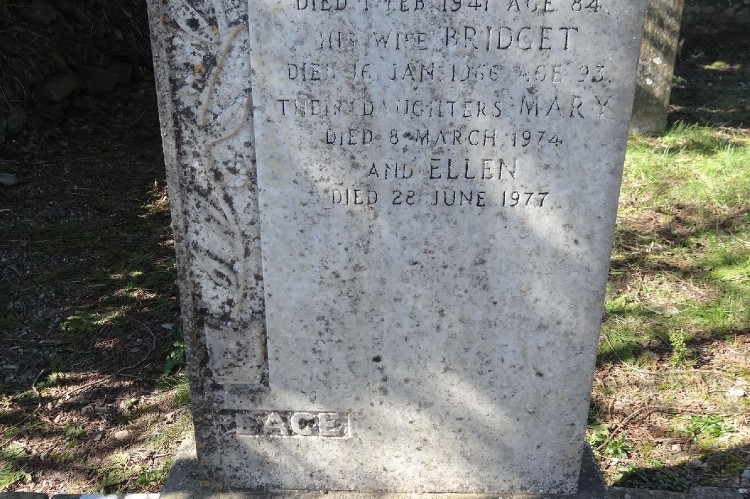 DIED 1 FEB 1941 AGE 84
HIS WIFE BRIDGET
DIED 16 JAN 1966 AGE 93
THEIR DAUGHTERS MARY
DIED 8 MARCH 1974
AND ELLEN
DIED 28 JUNE 1977